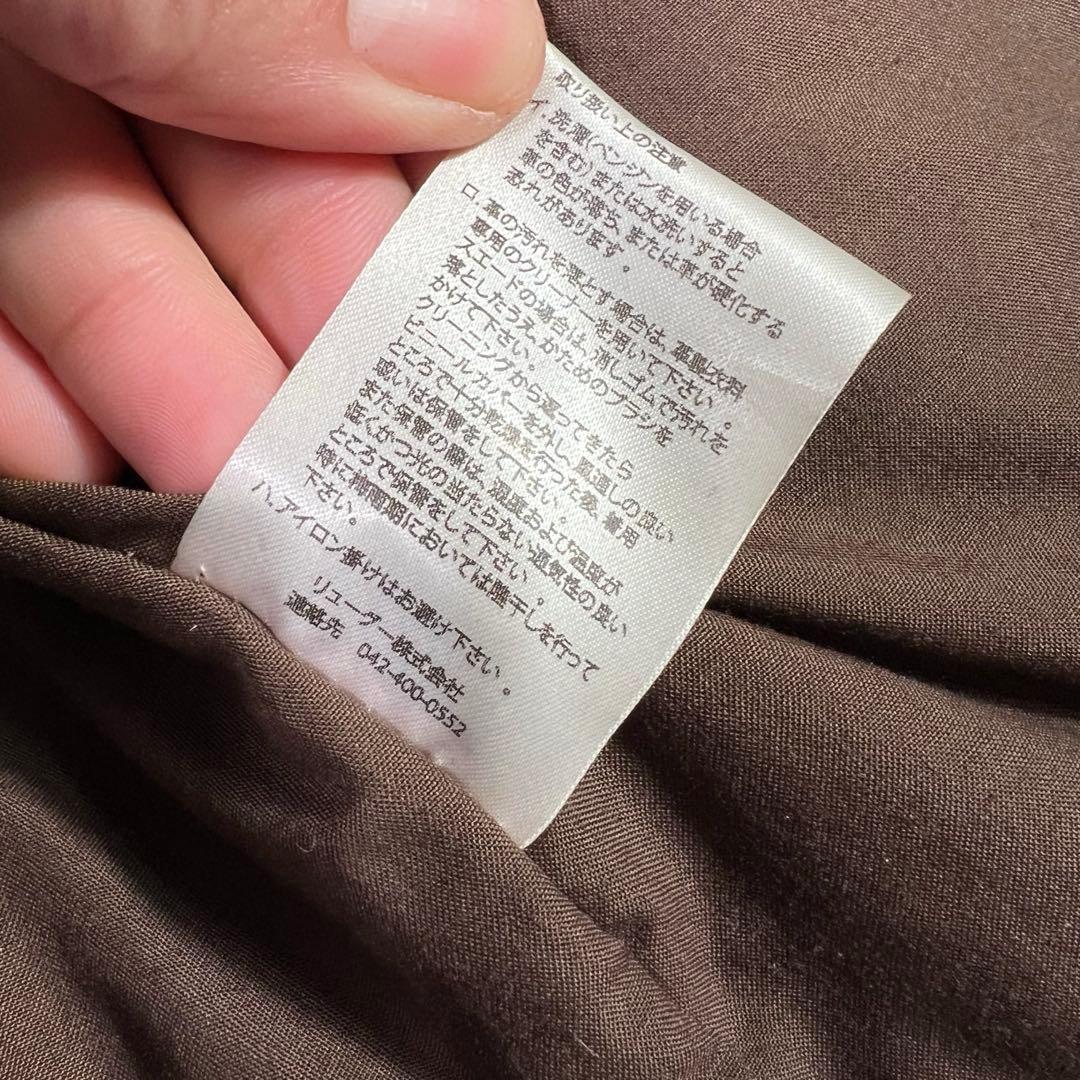 取り扱い上の注意
イ. 洗濯(ベンジンを用いる場合
を含む)または水洗いすると
革の色が落ち、または革が硬化する
恐れがあります。
ロ. 革の汚れを落とす場合は、革製衣料
専用のクリーナーを用いて下さい。
スエードの場合は、消しゴムで汚れを
落としたうえ、かためのブラシを
かけて下さい。
クリーニングから還ってきたら
ビニールカバーを外し、風通しの良い
ところで十分乾燥を行った後、着用
或いは保管をして下さい。
また保管の際は、温度および湿度が
低くかつ光の当たらない通気性の良い
ところで保管をして下さい。
特に梅雨期においては陰干しを行って
下さい。
ハ. アイロン掛けはお避け下さい。
リューグー株式会社
連絡先 042-400-0552